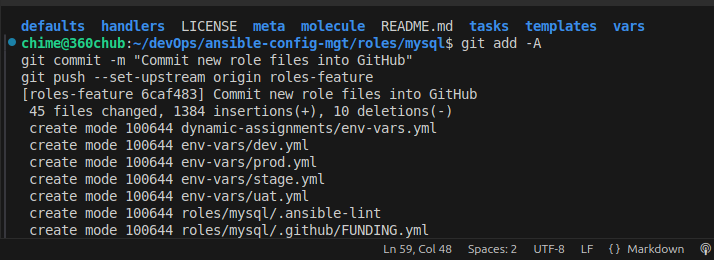 defaults handlers LICENSE meta molecule README.md tasks templates vars
chime@360chub:~/devOps/ansible-config-mgt/roles/mysql$ git add -A
git commit -m "Commit new role files into GitHub"
git push --set-upstream origin roles-feature
[roles-feature 6caf483] Commit new role files into GitHub
 45 files changed, 1384 insertions(+), 10 deletions(-)
 create mode 100644 dynamic-assignments/env-vars.yml
 create mode 100644 env-vars/dev.yml
 create mode 100644 env-vars/prod.yml
 create mode 100644 env-vars/stage.yml
 create mode 100644 env-vars/uat.yml
 create mode 100644 roles/mysql/.ansible-lint
 create mode 100644 roles/mysql/.github/FUNDING.yml
Ln 59, Col 48 Spaces: 2 UTF-8 LF {} Markdown